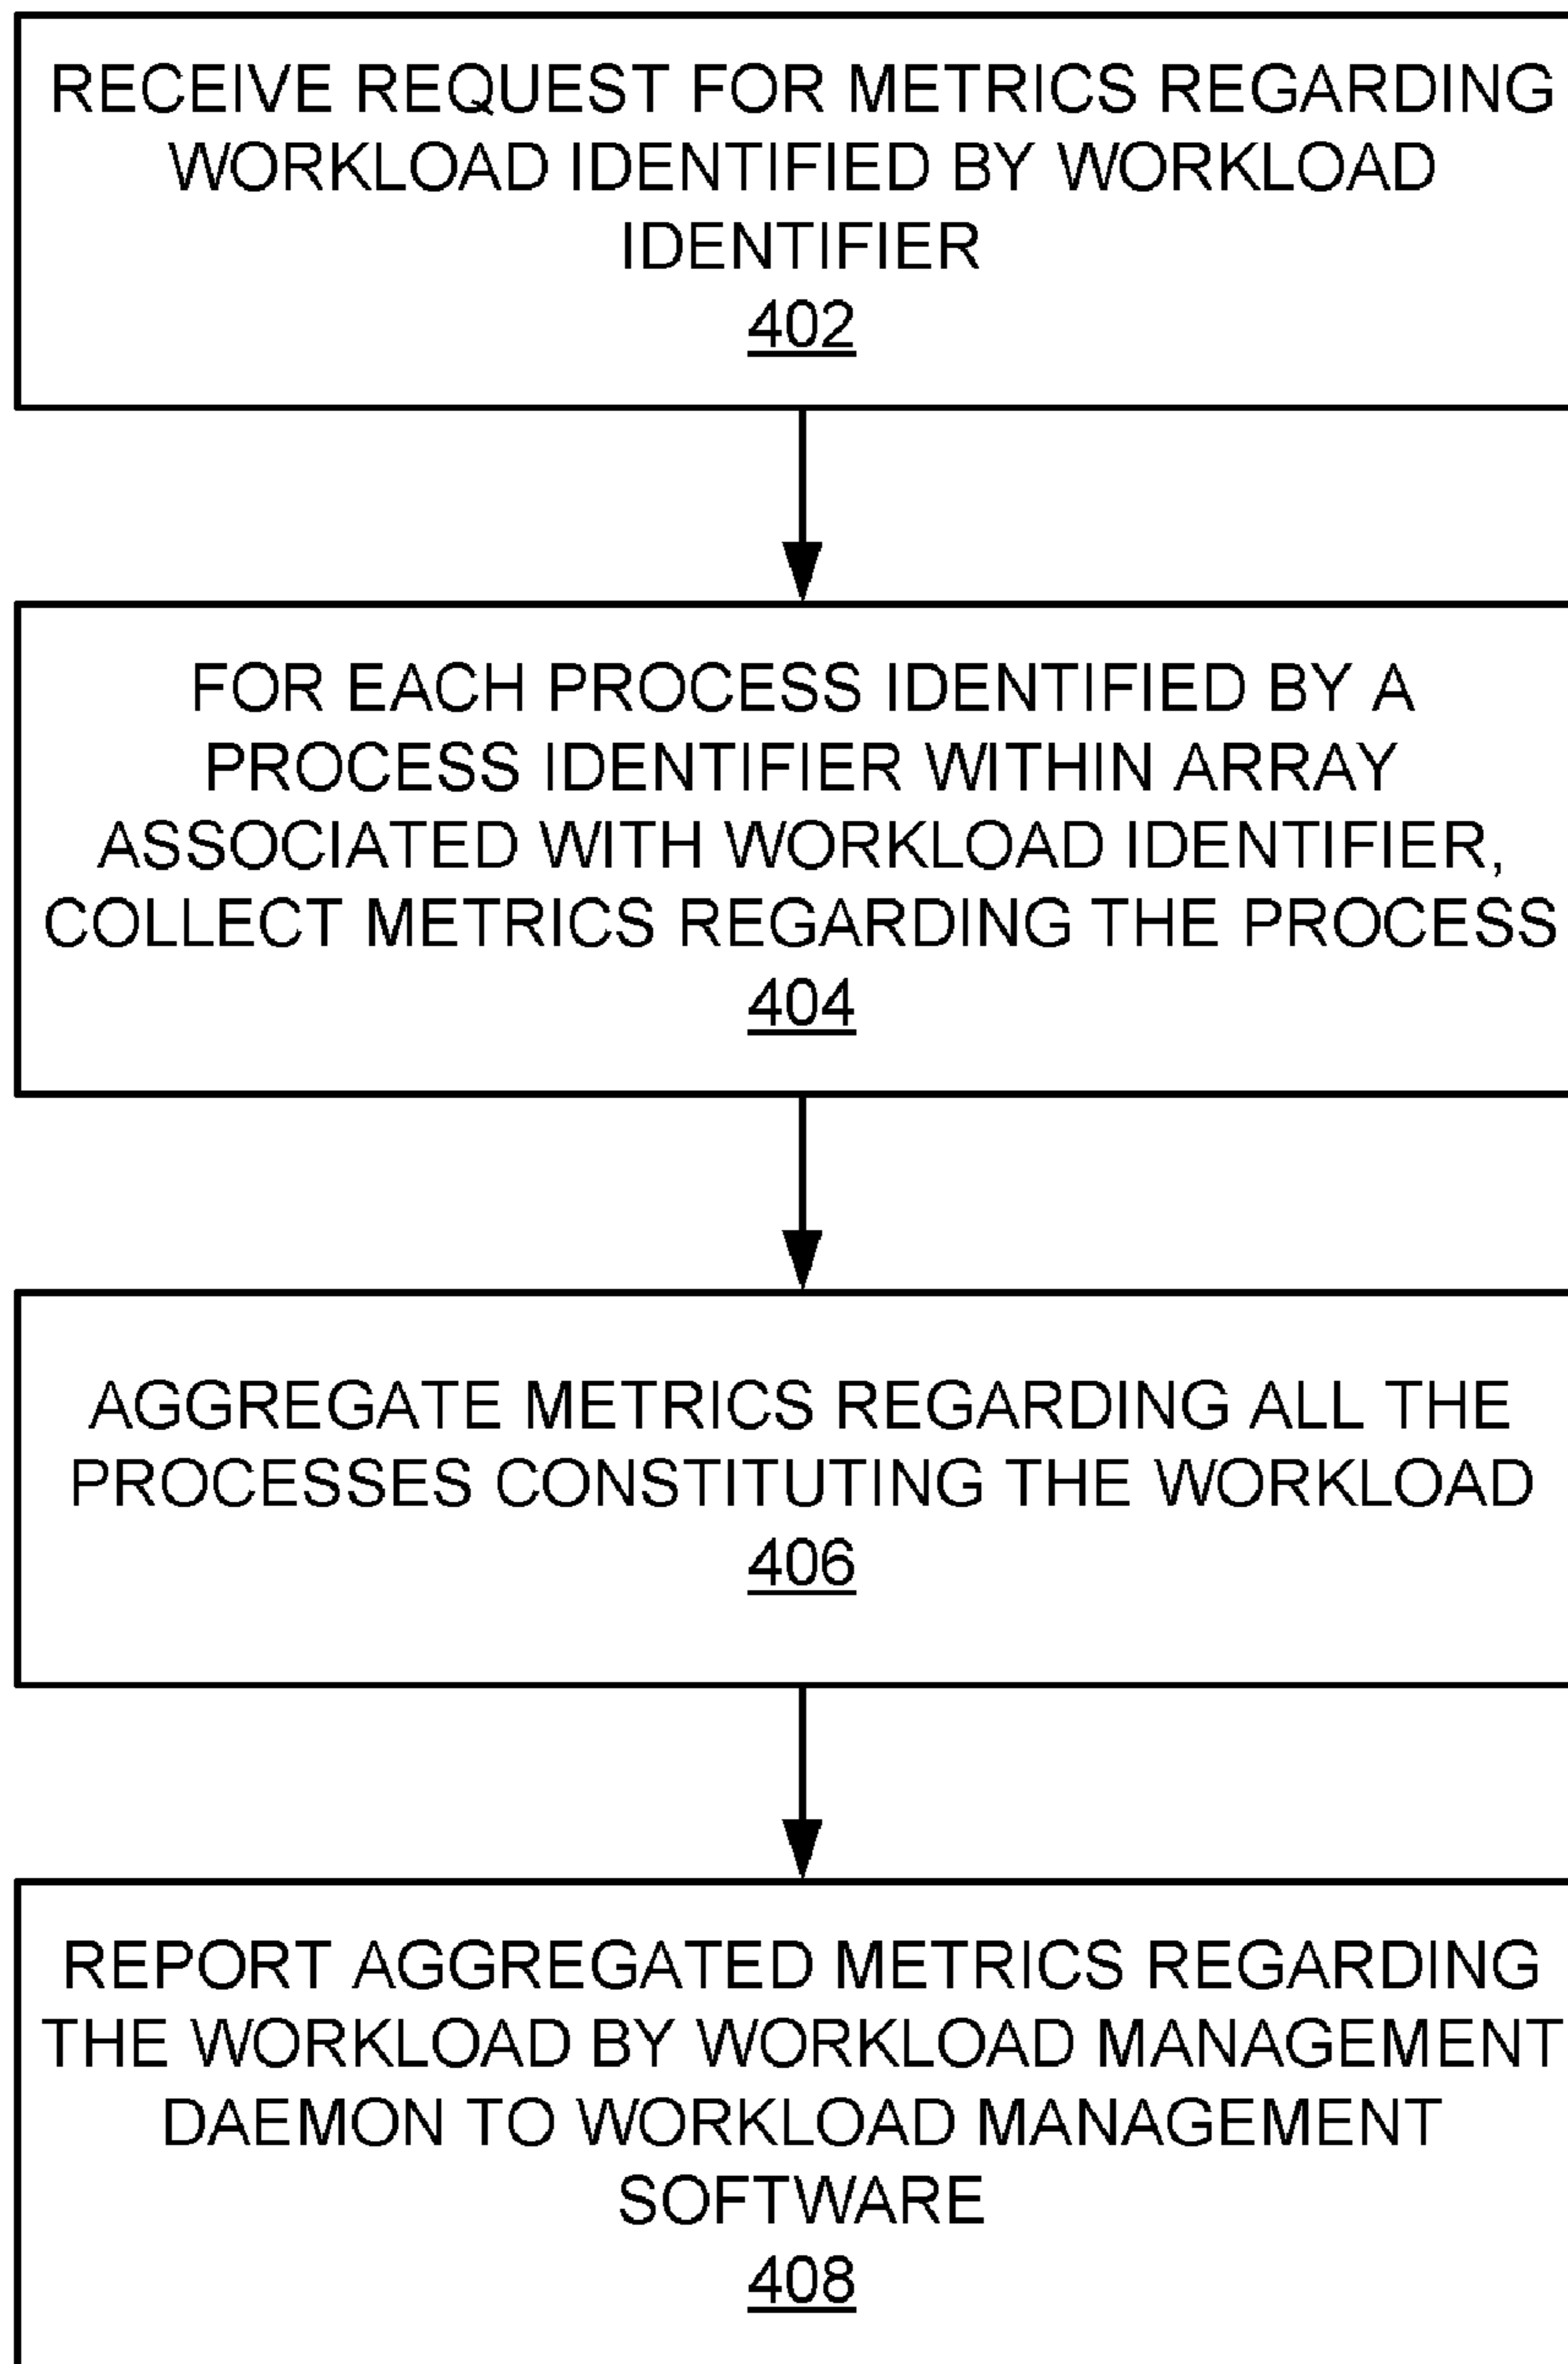 RECEIVE REQUEST FOR METRICS REGARDING
WORKLOAD IDENTIFIED BY WORKLOAD
IDENTIFIER
402
FOR EACH PROCESS IDENTIFIED BY A
PROCESS IDENTIFIER WITHIN ARRAY
ASSOCIATED WITH WORKLOAD IDENTIFIER,
COLLECT METRICS REGARDING THE PROCESS
404
AGGREGATE METRICS REGARDING ALL THE
PROCESSES CONSTITUTING THE WORKLOAD
406
REPORT AGGREGATED METRICS REGARDING
THE WORKLOAD BY WORKLOAD MANAGEMENT
DAEMON TO WORKLOAD MANAGEMENT
SOFTWARE
408